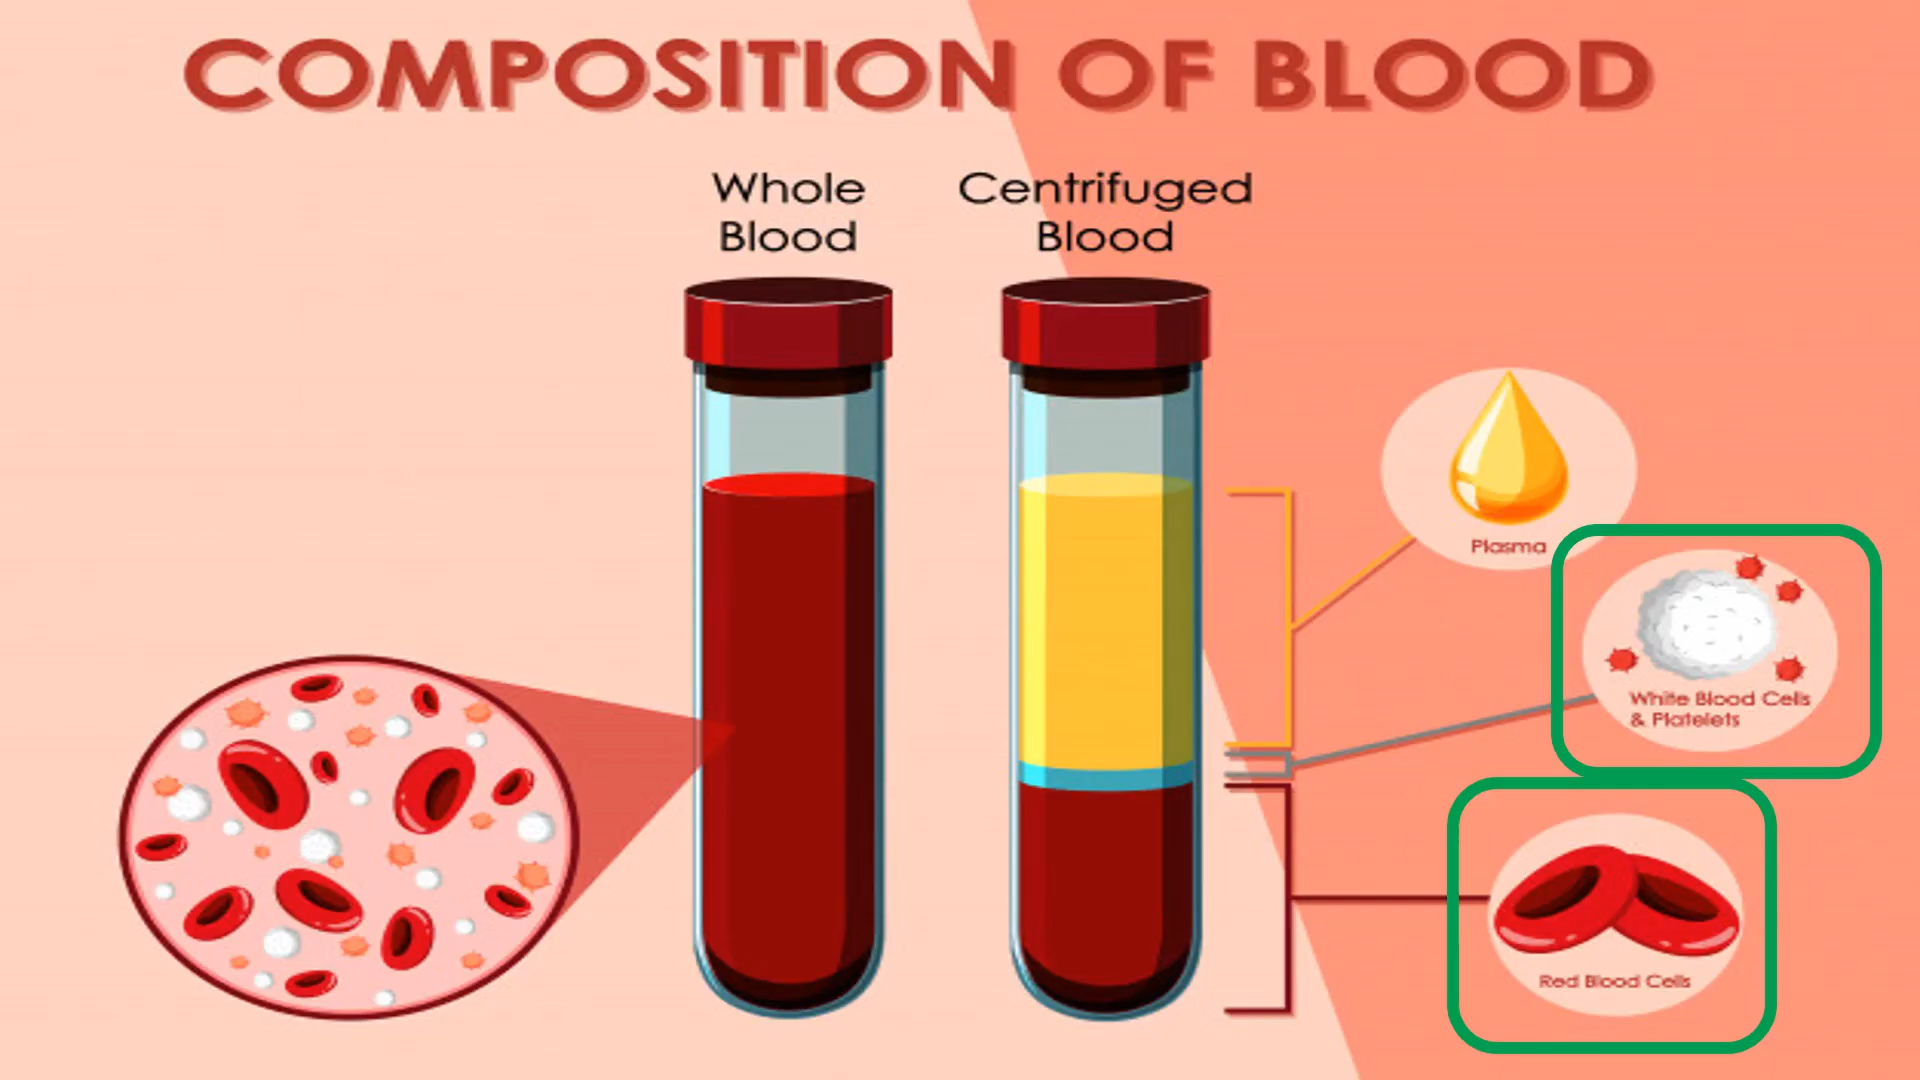 COMPOSITION OF BLOOD
Whole
Blood
Centrifuged
Blood
Plasma
White Blood Cells
& Platelets
Red Blood Cells